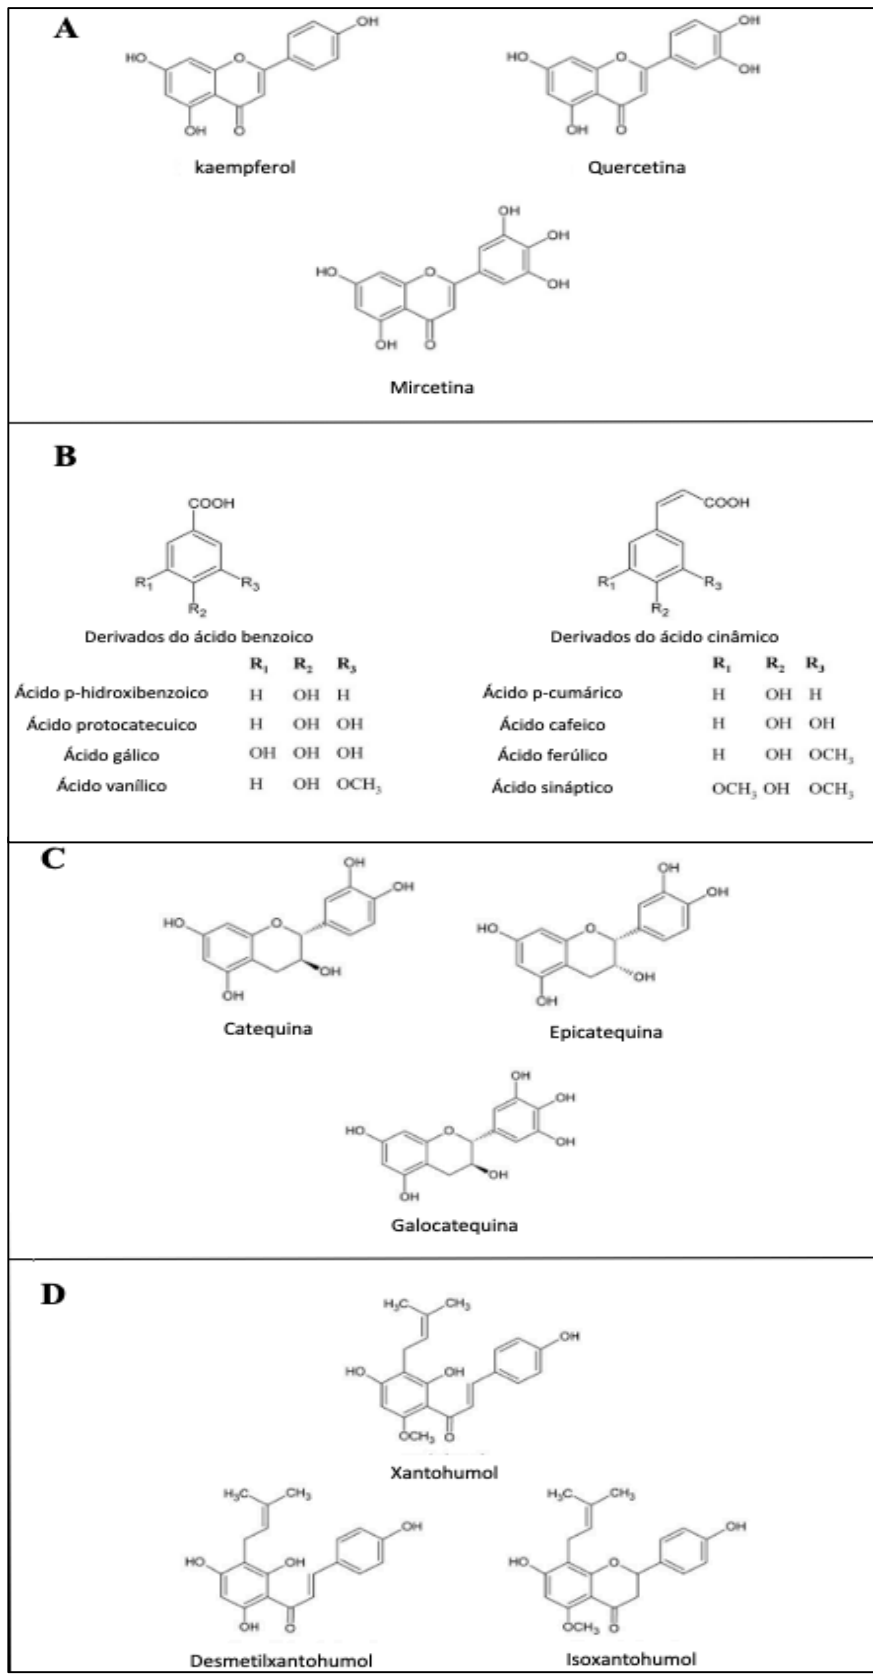 A
OH
HO
O
OH
O
kaempferol
OH
OH
HO
O
OH
O
Quercetina
OH
OH
OH
HO
O
OH
O
Mircetina
B
COOH
R₁
R₃
R₂
Derivados do ácido benzoico
R₁ R₂ R₃
Ácido p-hidroxibenzoico H OH H
Ácido protocatecuico H OH OH
Ácido gálico OH OH OH
Ácido vanílico H OH OCH₃
COOH
R₁
R₃
R₂
Derivados do ácido cinâmico
R₁ R₂ R₃
Ácido p-cumárico H OH H
Ácido cafeico H OH OH
Ácido ferúlico H OH OCH₃
Ácido sináptico OCH₃ OH OCH₃
C
OH
OH
HO
O
OH
OH
Catequina
OH
OH
HO
O
OH
OH
Epicatequina
OH
OH
OH
HO
O
OH
OH
Galocatequina
D
H₃C CH₃
OH
HO
OH
OCH₃ O
Xantohumol
H₃C CH₃
OH
HO
OH
OH O
Desmetilxantohumol
H₃C CH₃
OH
HO
O
OCH₃ O
Isoxantohumol